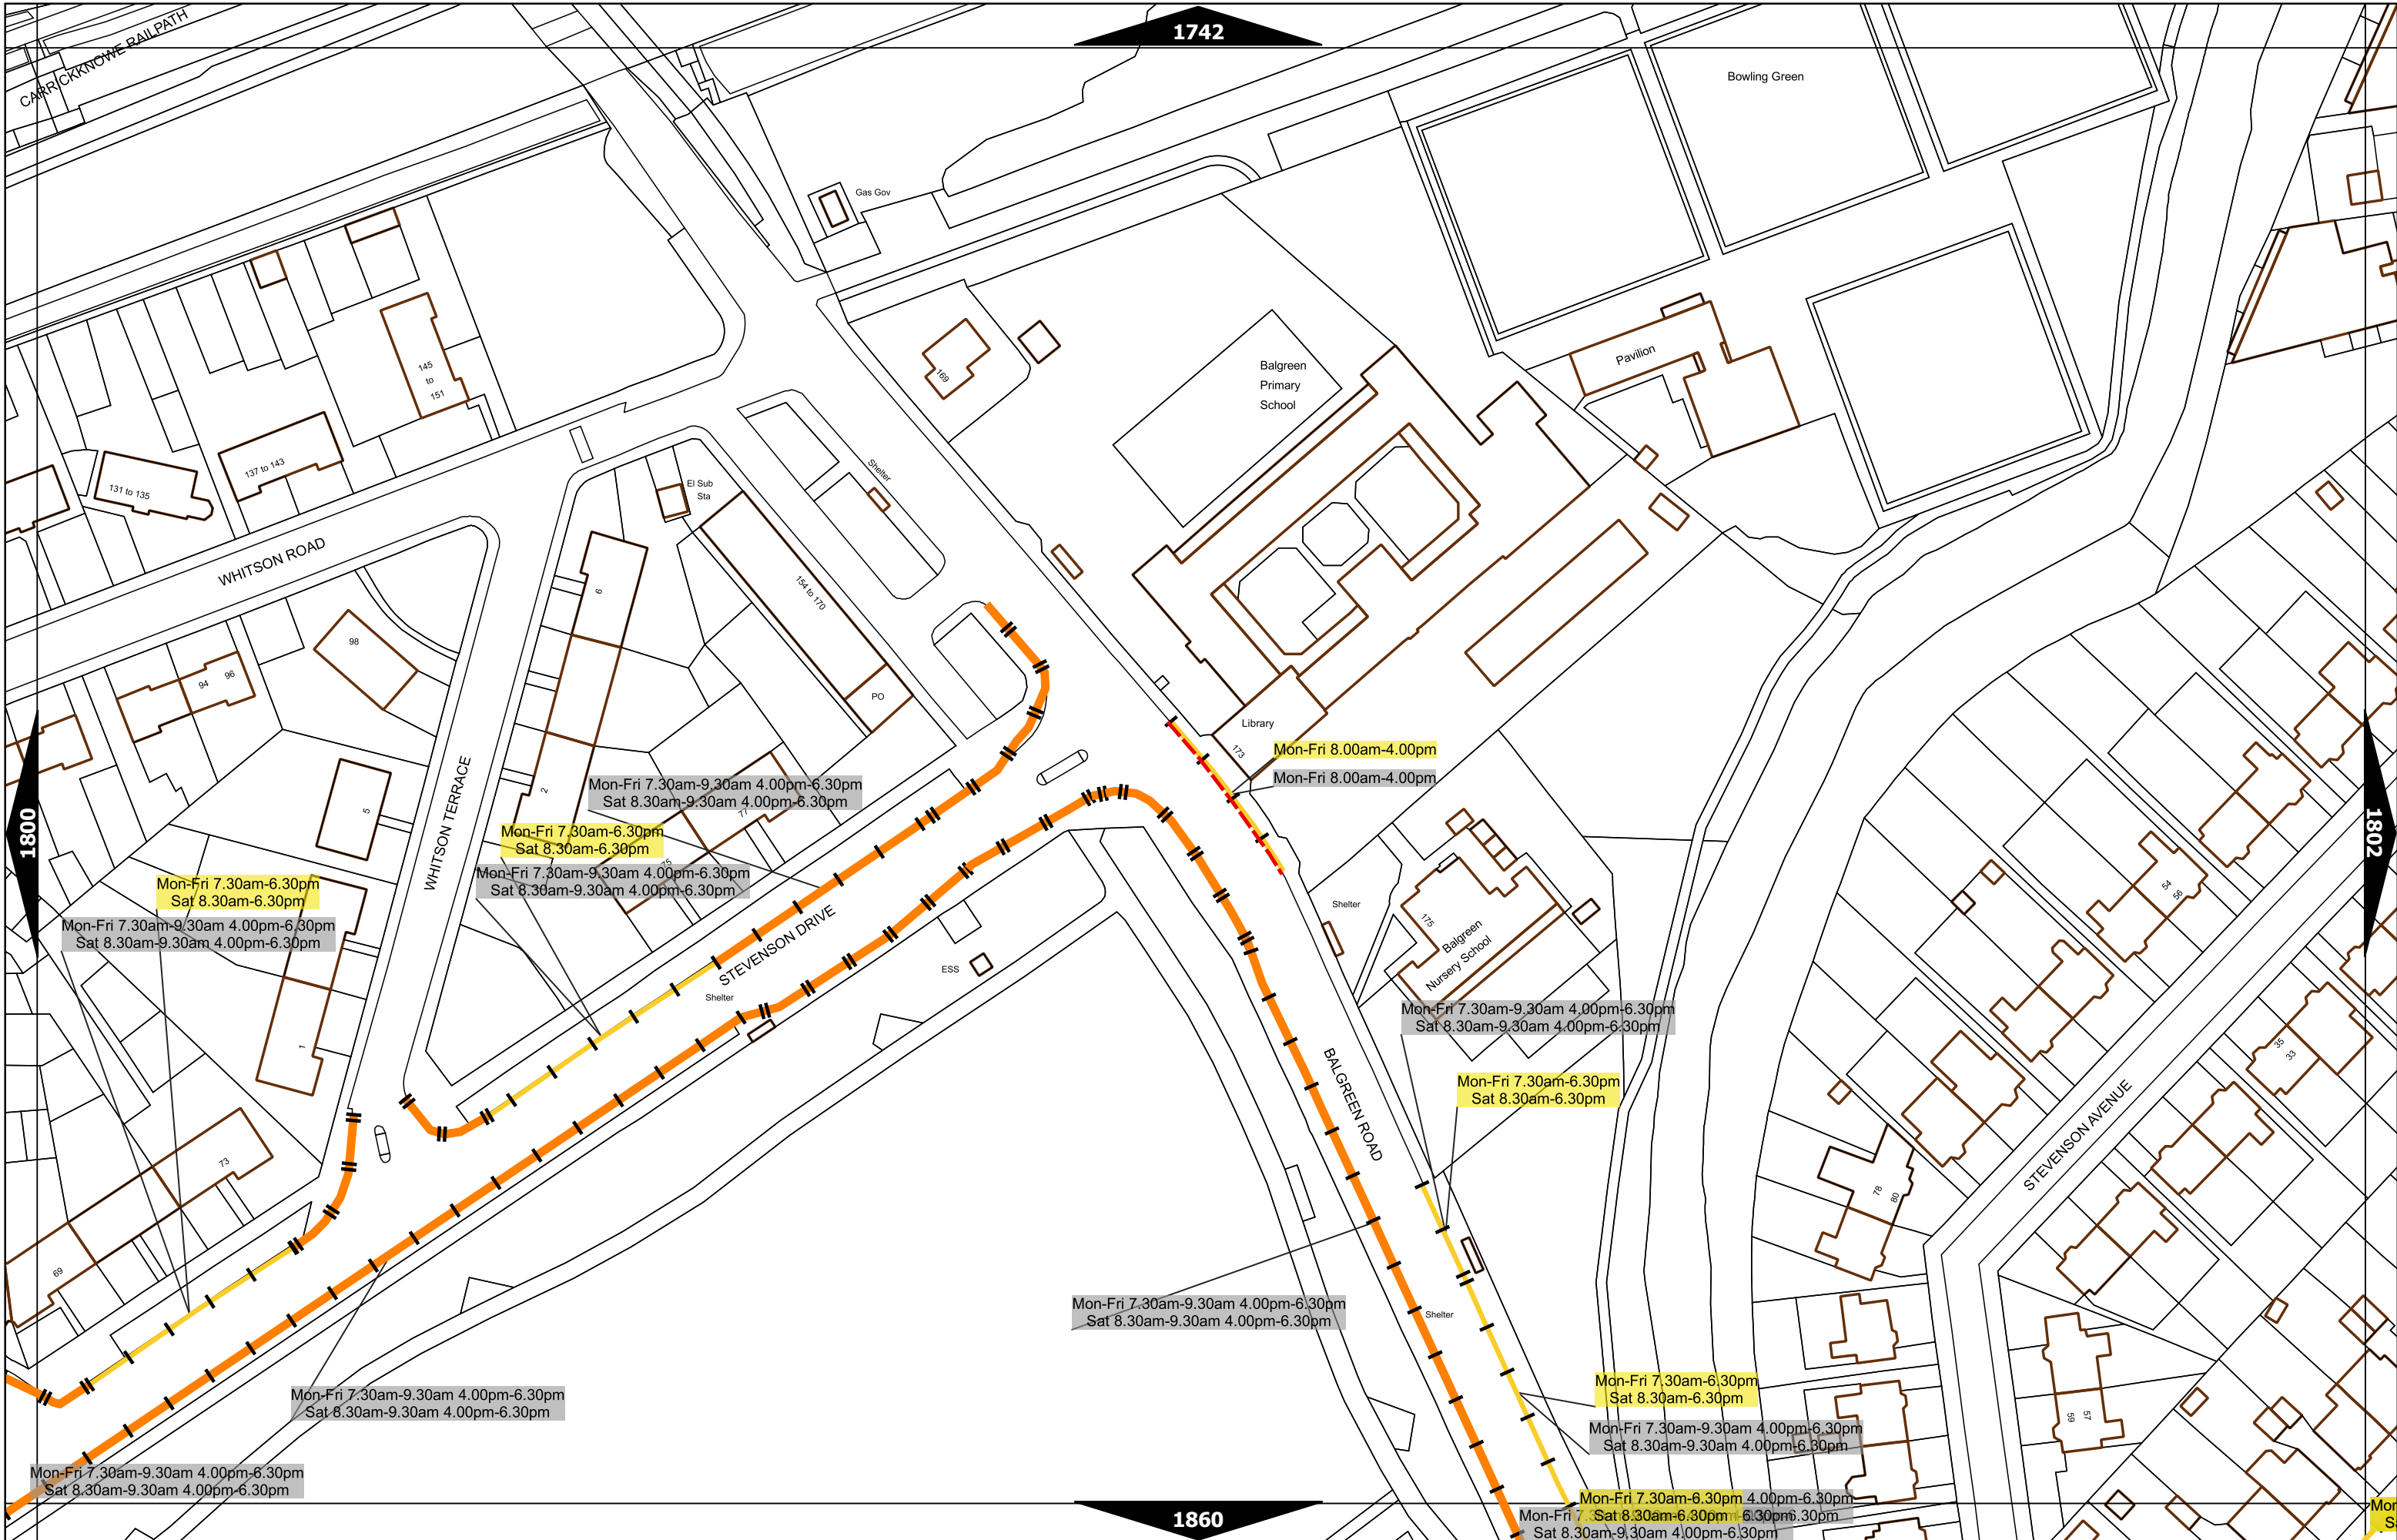 1742
CARRICKKNOWE RAILPATH
Bowling Green
Gas Gov
Pavilion
145
to
151
169
Balgreen
Primary
School
137 to 143
131 to 135
Shelter
El Sub
Sta
WHITSON ROAD
6
154 to 170
98
94
96
PO
Library
173
Mon-Fri 8.00am-4.00pm
Mon-Fri 8.00am-4.00pm
1800
1802
WHITSON TERRACE
5
2
77
75
Mon-Fri 7.30am-9.30am 4.00pm-6.30pm
Sat 8.30am-9.30am 4.00pm-6.30pm
Mon-Fri 7.30am-6.30pm
Sat 8.30am-6.30pm
Mon-Fri 7.30am-9.30am 4.00pm-6.30pm
Sat 8.30am-9.30am 4.00pm-6.30pm
Mon-Fri 7.30am-6.30pm
Sat 8.30am-6.30pm
Mon-Fri 7.30am-9.30am 4.00pm-6.30pm
Sat 8.30am-9.30am 4.00pm-6.30pm
STEVENSON DRIVE
Shelter
ESS
Shelter
175
Balgreen
Nursery School
54
56
Mon-Fri 7.30am-9.30am 4.00pm-6.30pm
Sat 8.30am-9.30am 4.00pm-6.30pm
Mon-Fri 7.30am-6.30pm
Sat 8.30am-6.30pm
BALGREEN ROAD
1
35
33
STEVENSON AVENUE
73
69
78
80
Mon-Fri 7.30am-9.30am 4.00pm-6.30pm
Sat 8.30am-9.30am 4.00pm-6.30pm
Shelter
Mon-Fri 7.30am-6.30pm
Sat 8.30am-6.30pm
Mon-Fri 7.30am-9.30am 4.00pm-6.30pm
Sat 8.30am-9.30am 4.00pm-6.30pm
59
57
Mon-Fri 7.30am-9.30am 4.00pm-6.30pm
Sat 8.30am-9.30am 4.00pm-6.30pm
Mon-Fri 7.30am-9.30am 4.00pm-6.30pm
Sat 8.30am-9.30am 4.00pm-6.30pm
Mon-Fri 7.30am-6.30pm 4.00pm-6.30pm
Sat 8.30am-6.30pm
Sat 8.30am-9.30am 4.00pm-6.30pm
1860